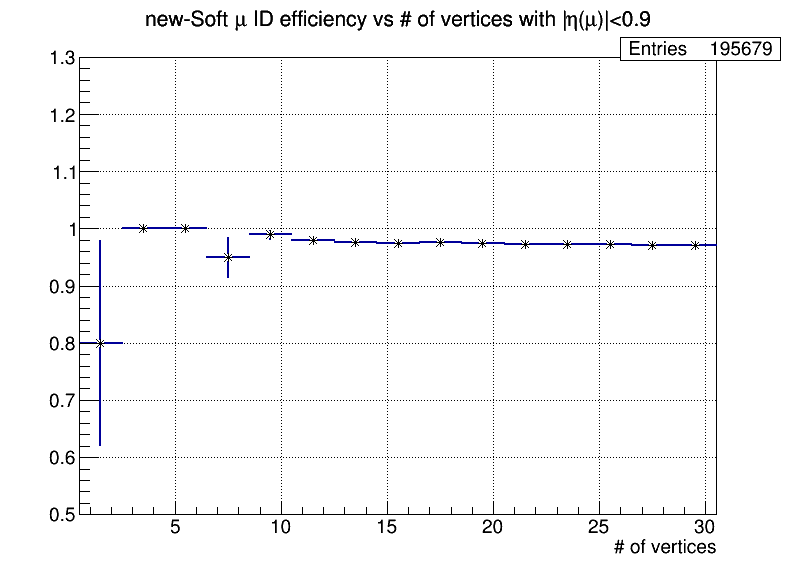 new-Soft μ ID efficiency vs # of vertices with |η(μ)|<0.9
Entries 195679
1.3
1.2
1.1
1
0.9
0.8
0.7
0.6
0.5
5 10 15 20 25 30
# of vertices